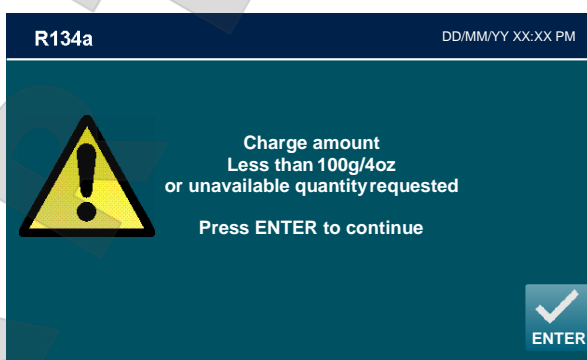 R134a
DD/MM/YY XX:XX PM
Charge amount
Less than 100g/4oz
or unavailable quantity requested
Press ENTER to continue
ENTER